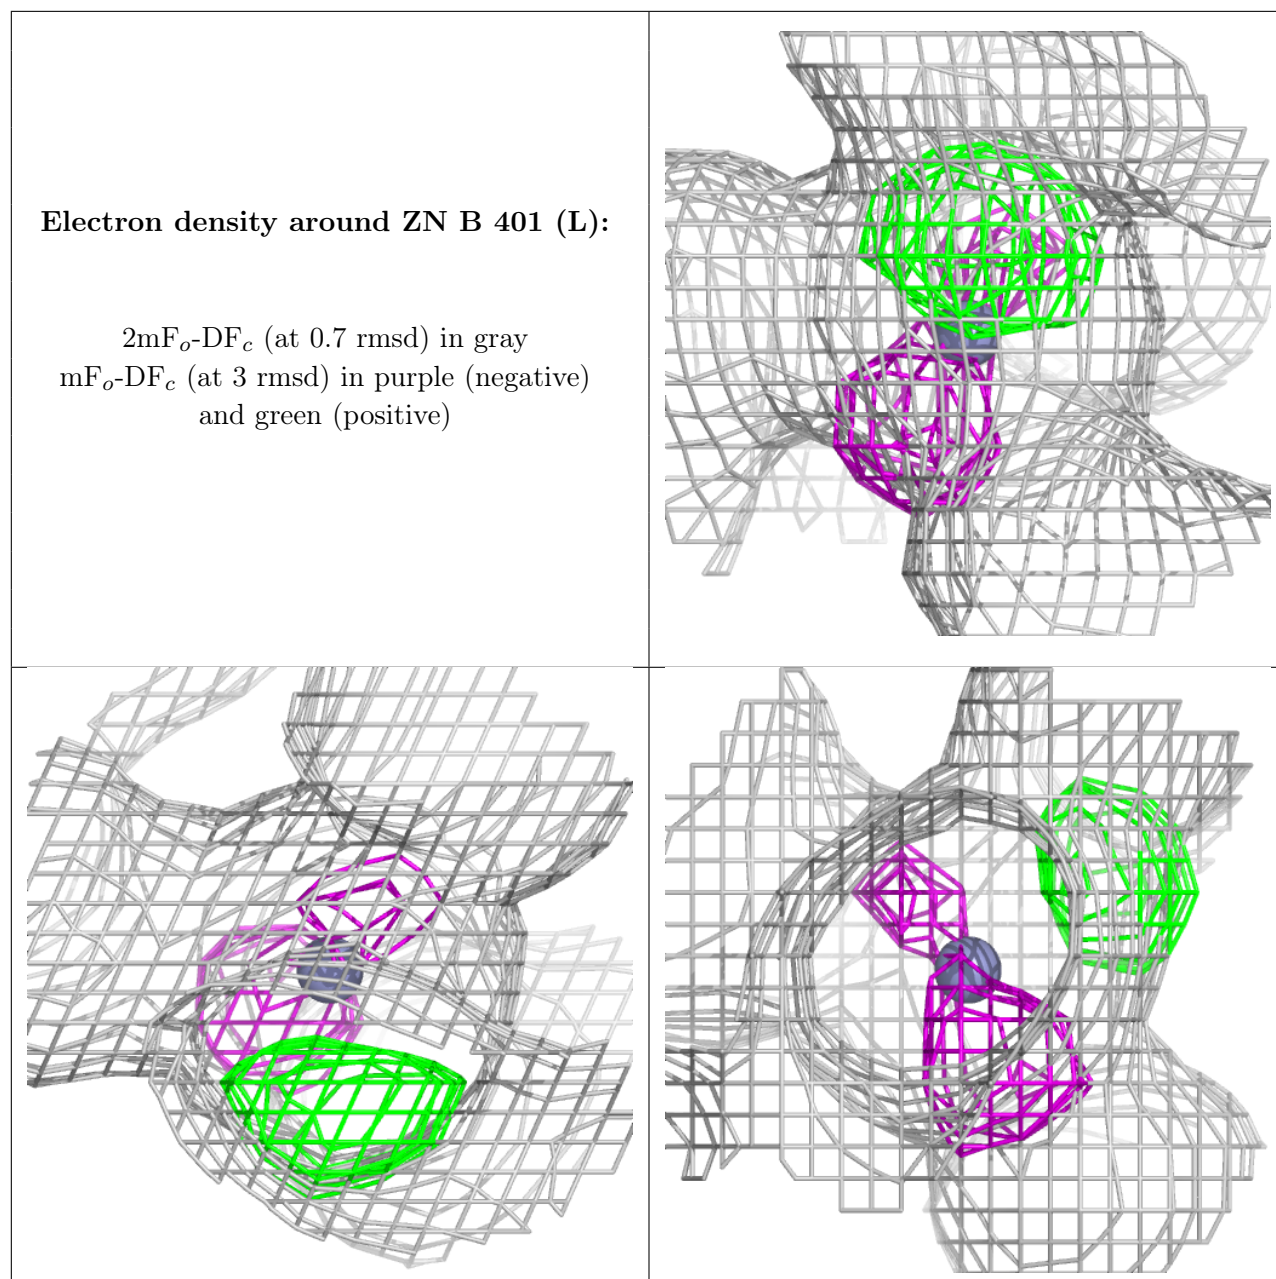 Electron density around ZN B 401 (L):
2mFo-DFc (at 0.7 rmsd) in gray
mFo-DFc (at 3 rmsd) in purple (negative)
and green (positive)